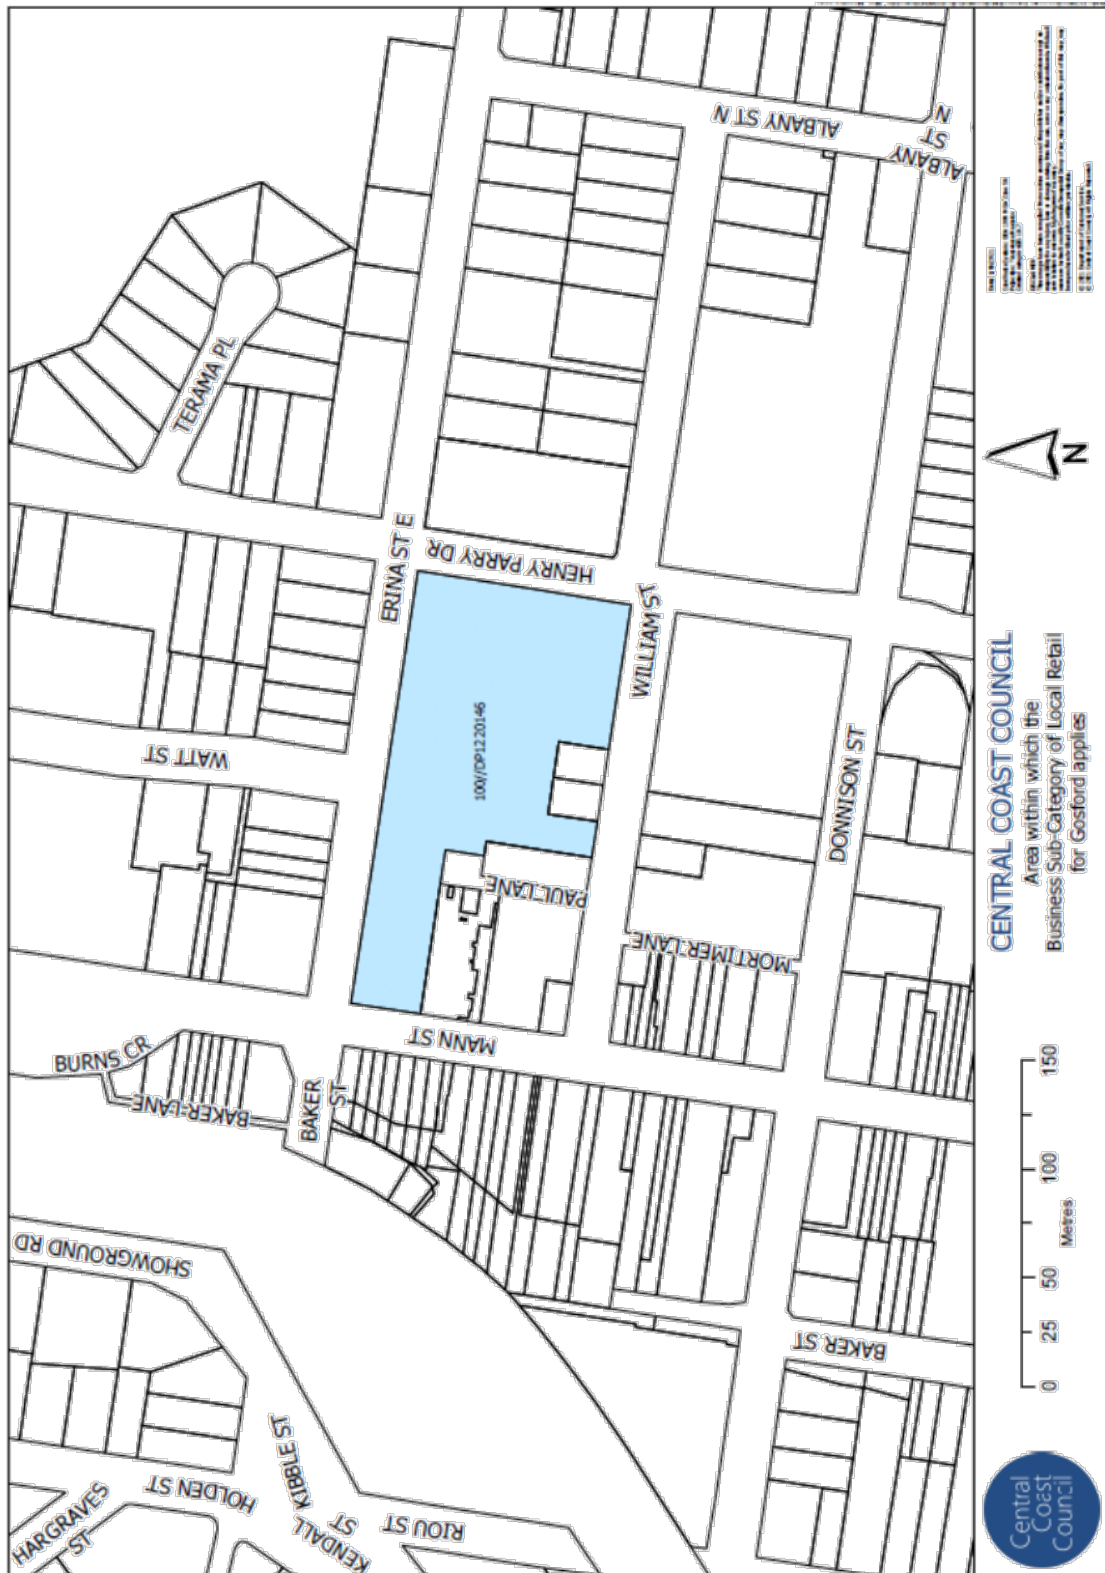 TERAMA PL
ERINA ST E
HENRY PARRY DR
ALBANY ST N
ALBANY
ST
N
WATT ST
100//DP1220146
WILLIAM ST
PAUL LANE
DONNISON ST
MORTIMER LANE
MANN ST
BURNS CR
BAKER LANE
BAKER
ST
SHOWGROUND RD
BAKER ST
HOLDEN ST
HARGRAVES
ST
KIBBLE ST
KENDALL
ST
RIOU ST
Central
Coast
Council
0 25 50 100 150
Metres
CENTRAL COAST COUNCIL
Area within which the
Business Sub-Category of Local Retail
for Gosford applies
N